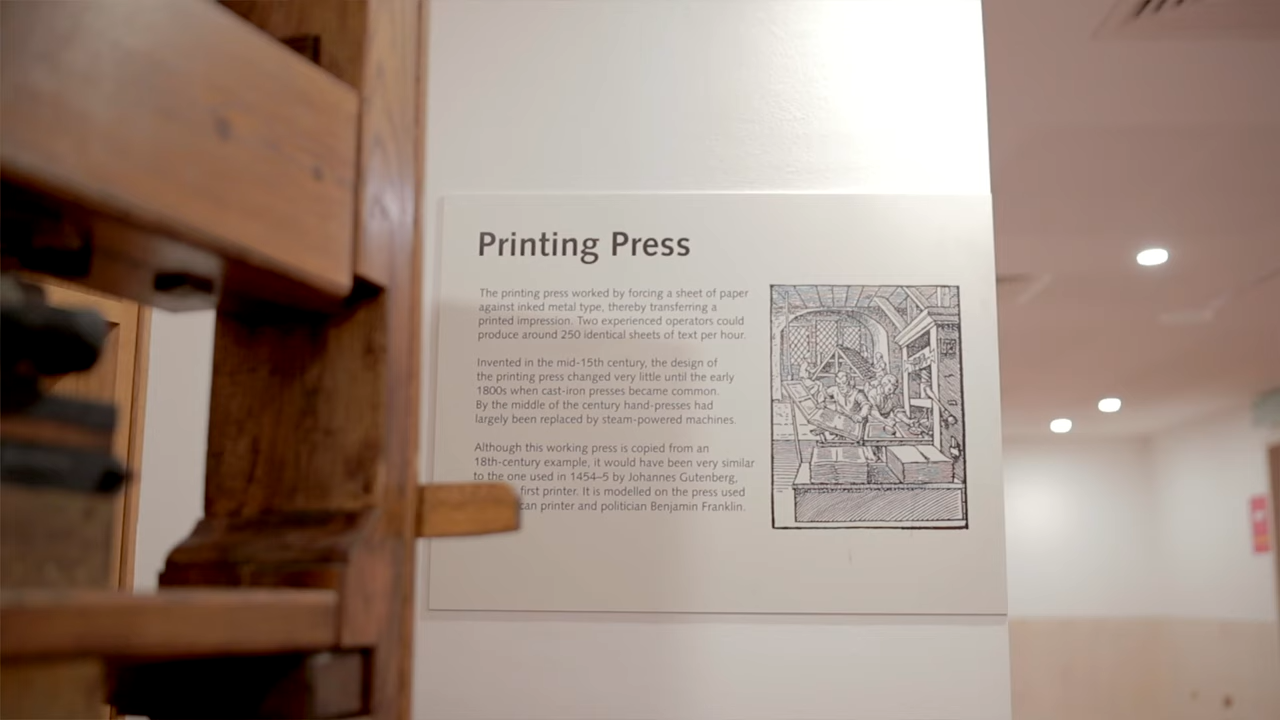 Printing Press
The printing press worked by forcing a sheet of paper
against inked metal type, thereby transferring a
printed impression. Two experienced operators could
produce around 250 identical sheets of text per hour.
Invented in the mid-15th century, the design of
the printing press changed very little until the early
1800s when cast-iron presses became common.
By the middle of the century hand-presses had
largely been replaced by steam-powered machines.
Although this working press is copied from an
18th-century example, it would have been very similar
to the one used in 1454–5 by Johannes Gutenberg,
first printer. It is modelled on the press used
can printer and politician Benjamin Franklin.